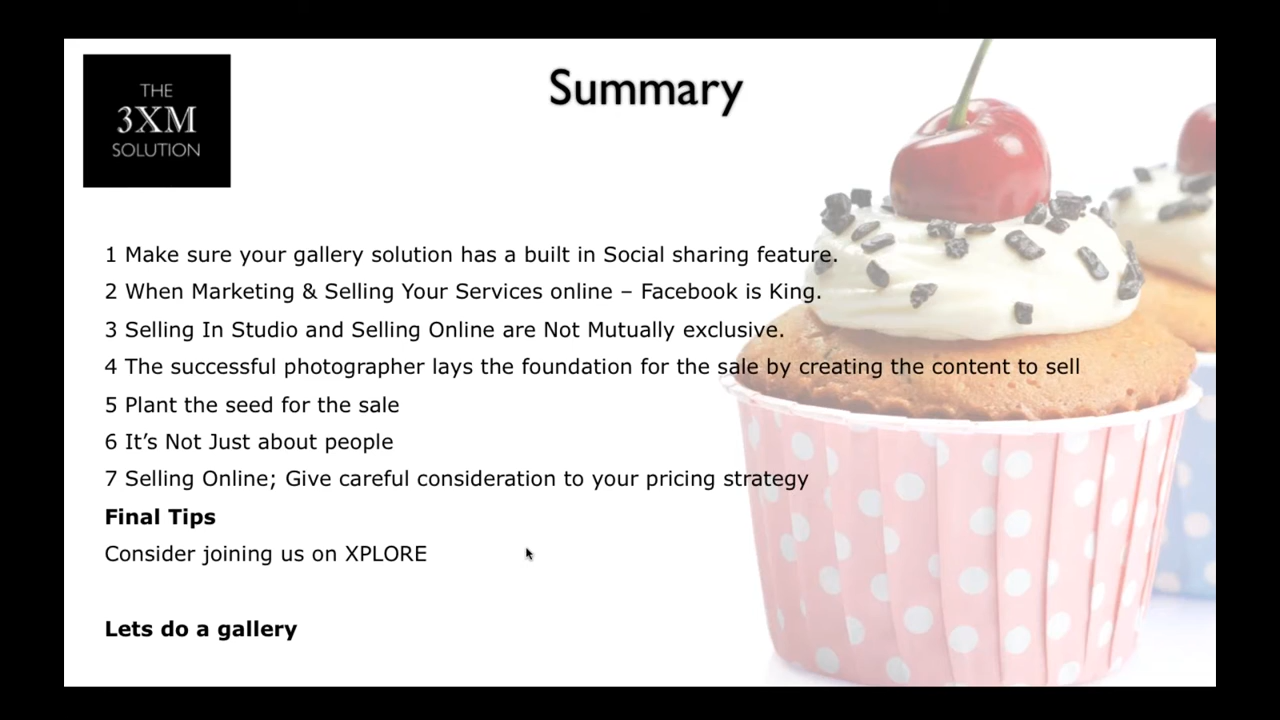 THE
3XM
SOLUTION
Summary
1 Make sure your gallery solution has a built in Social sharing feature.
2 When Marketing & Selling Your Services online – Facebook is King.
3 Selling In Studio and Selling Online are Not Mutually exclusive.
4 The successful photographer lays the foundation for the sale by creating the content to sell
5 Plant the seed for the sale
6 It’s Not Just about people
7 Selling Online; Give careful consideration to your pricing strategy
Final Tips
Consider joining us on XPLORE
Lets do a gallery